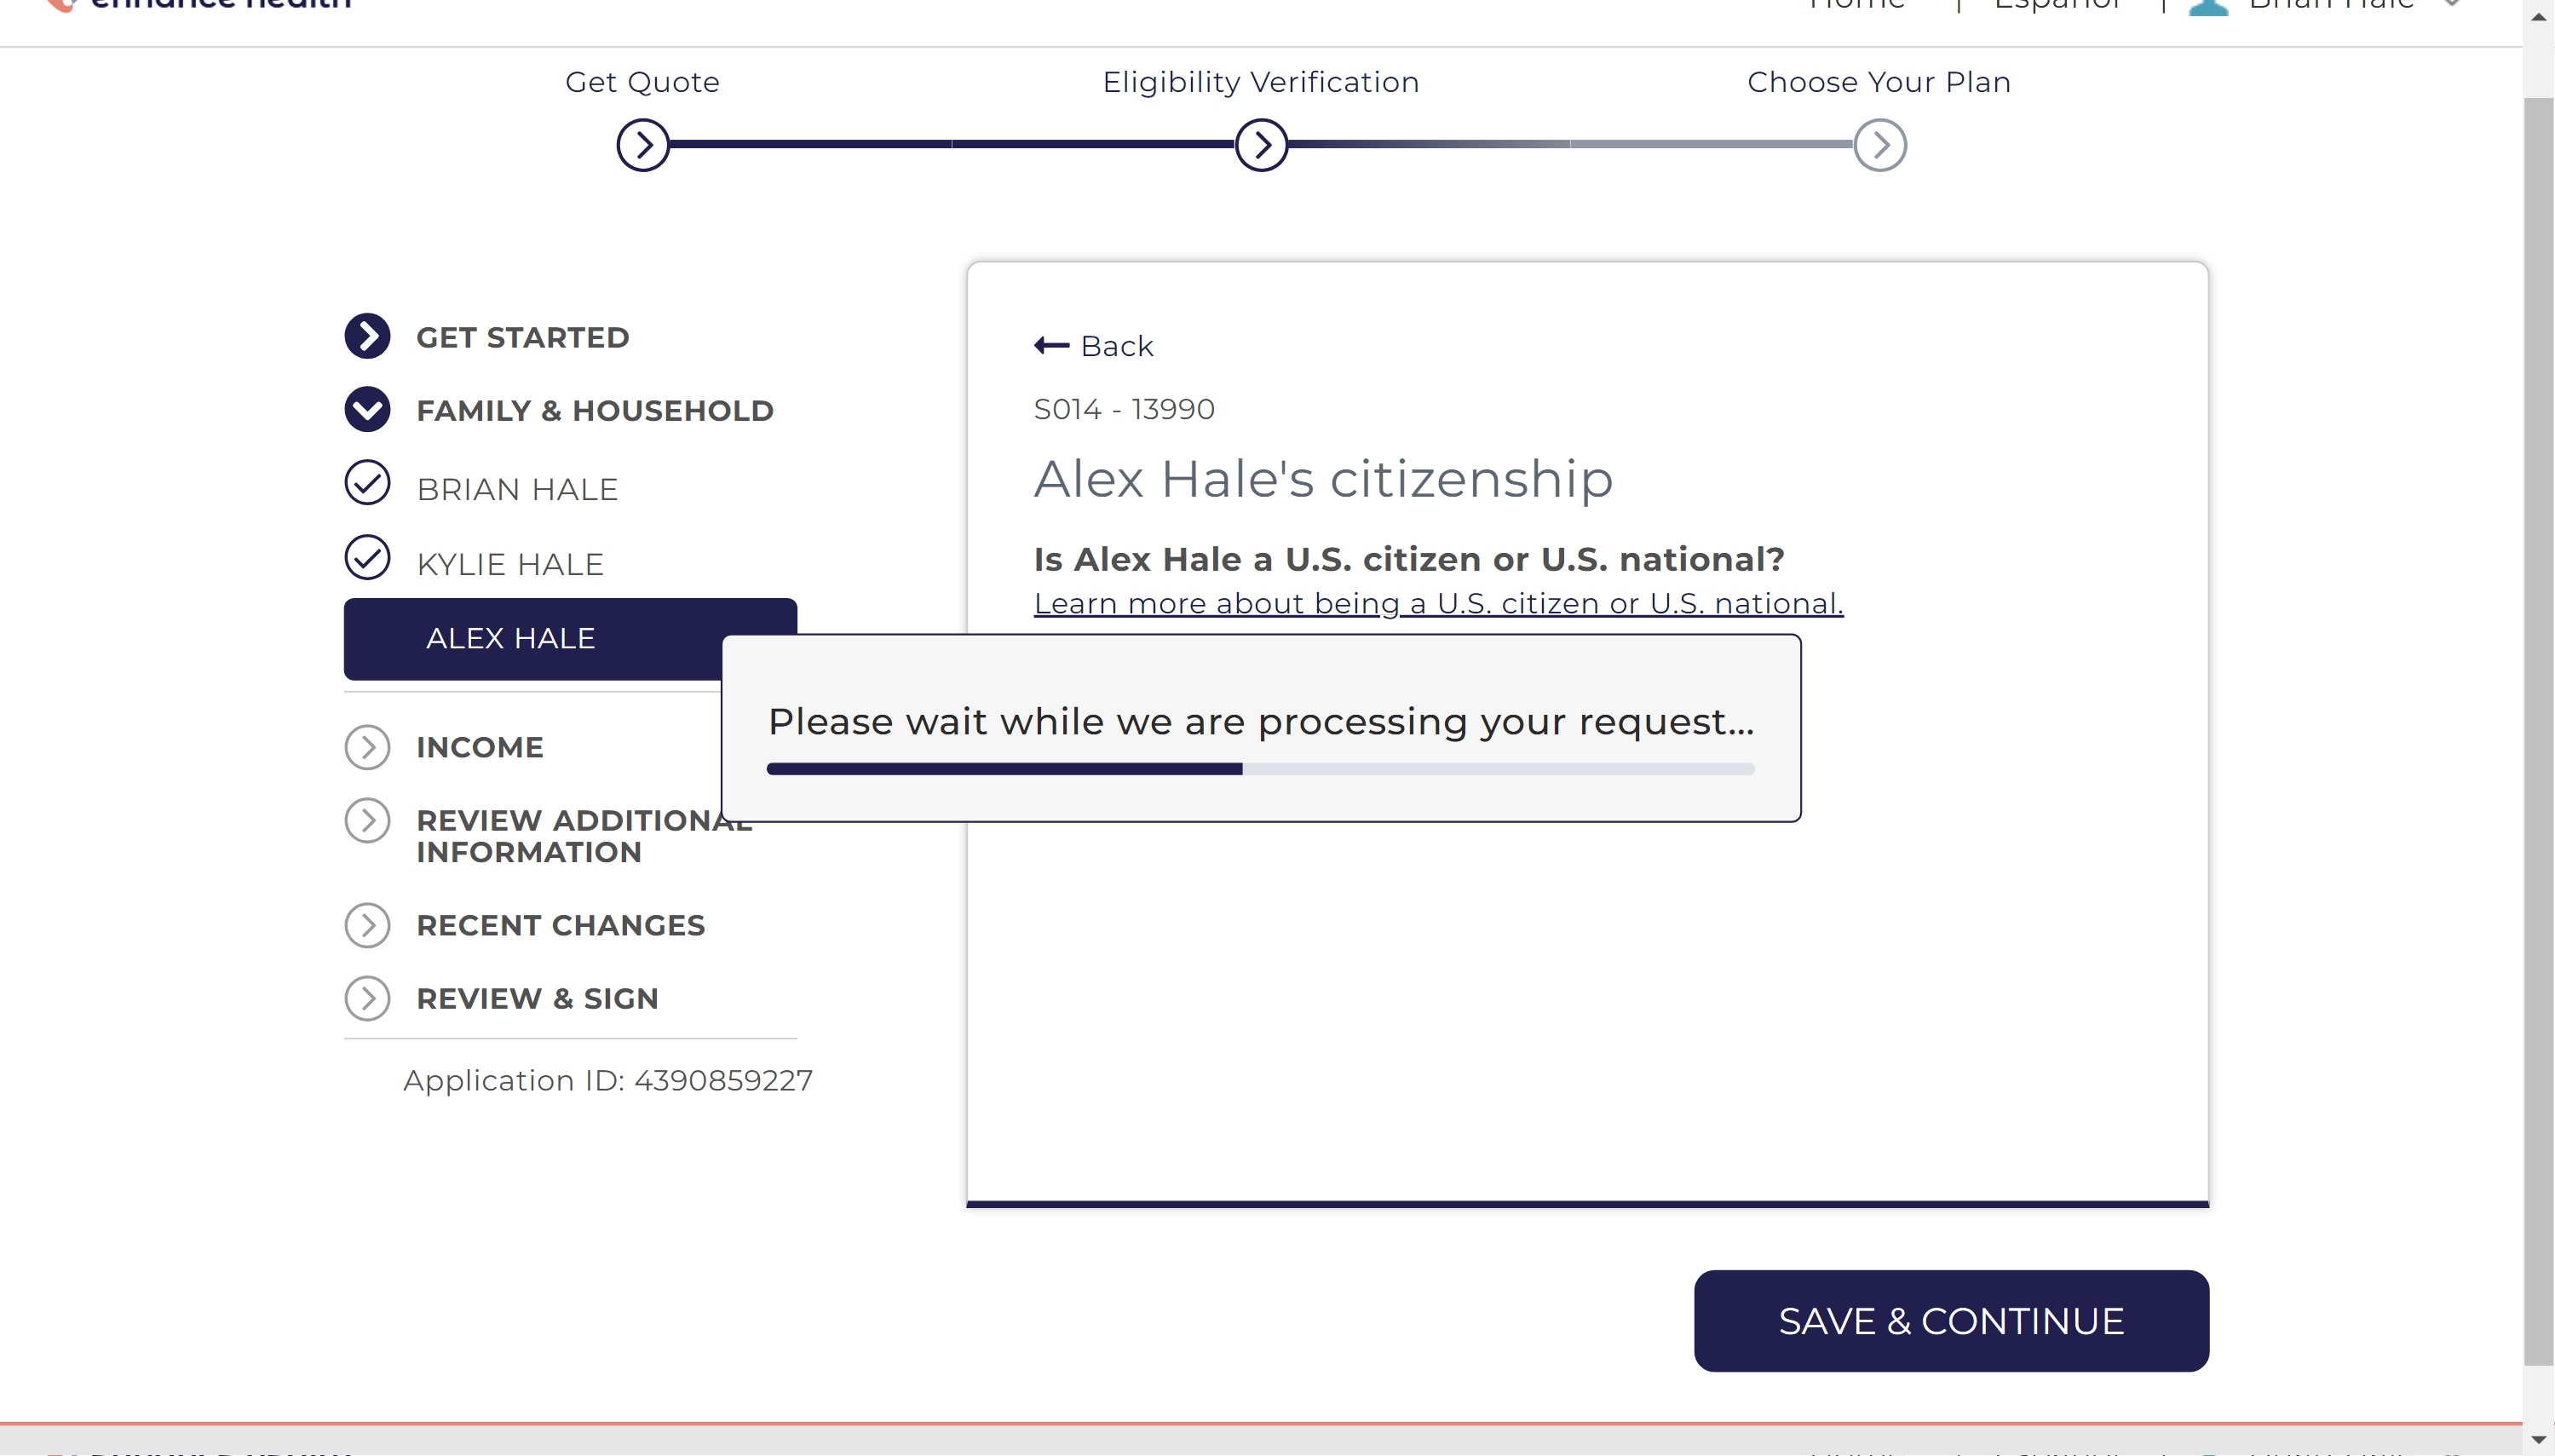 enhance health
Home | Español | Brian Hale
Get Quote
Eligibility Verification
Choose Your Plan
GET STARTED
FAMILY & HOUSEHOLD
BRIAN HALE
KYLIE HALE
ALEX HALE
INCOME
REVIEW ADDITIONAL
INFORMATION
RECENT CHANGES
REVIEW & SIGN
Application ID: 4390859227
Back
S014 - 13990
Alex Hale's citizenship
Is Alex Hale a U.S. citizen or U.S. national?
Learn more about being a U.S. citizen or U.S. national.
Please wait while we are processing your request...
SAVE & CONTINUE